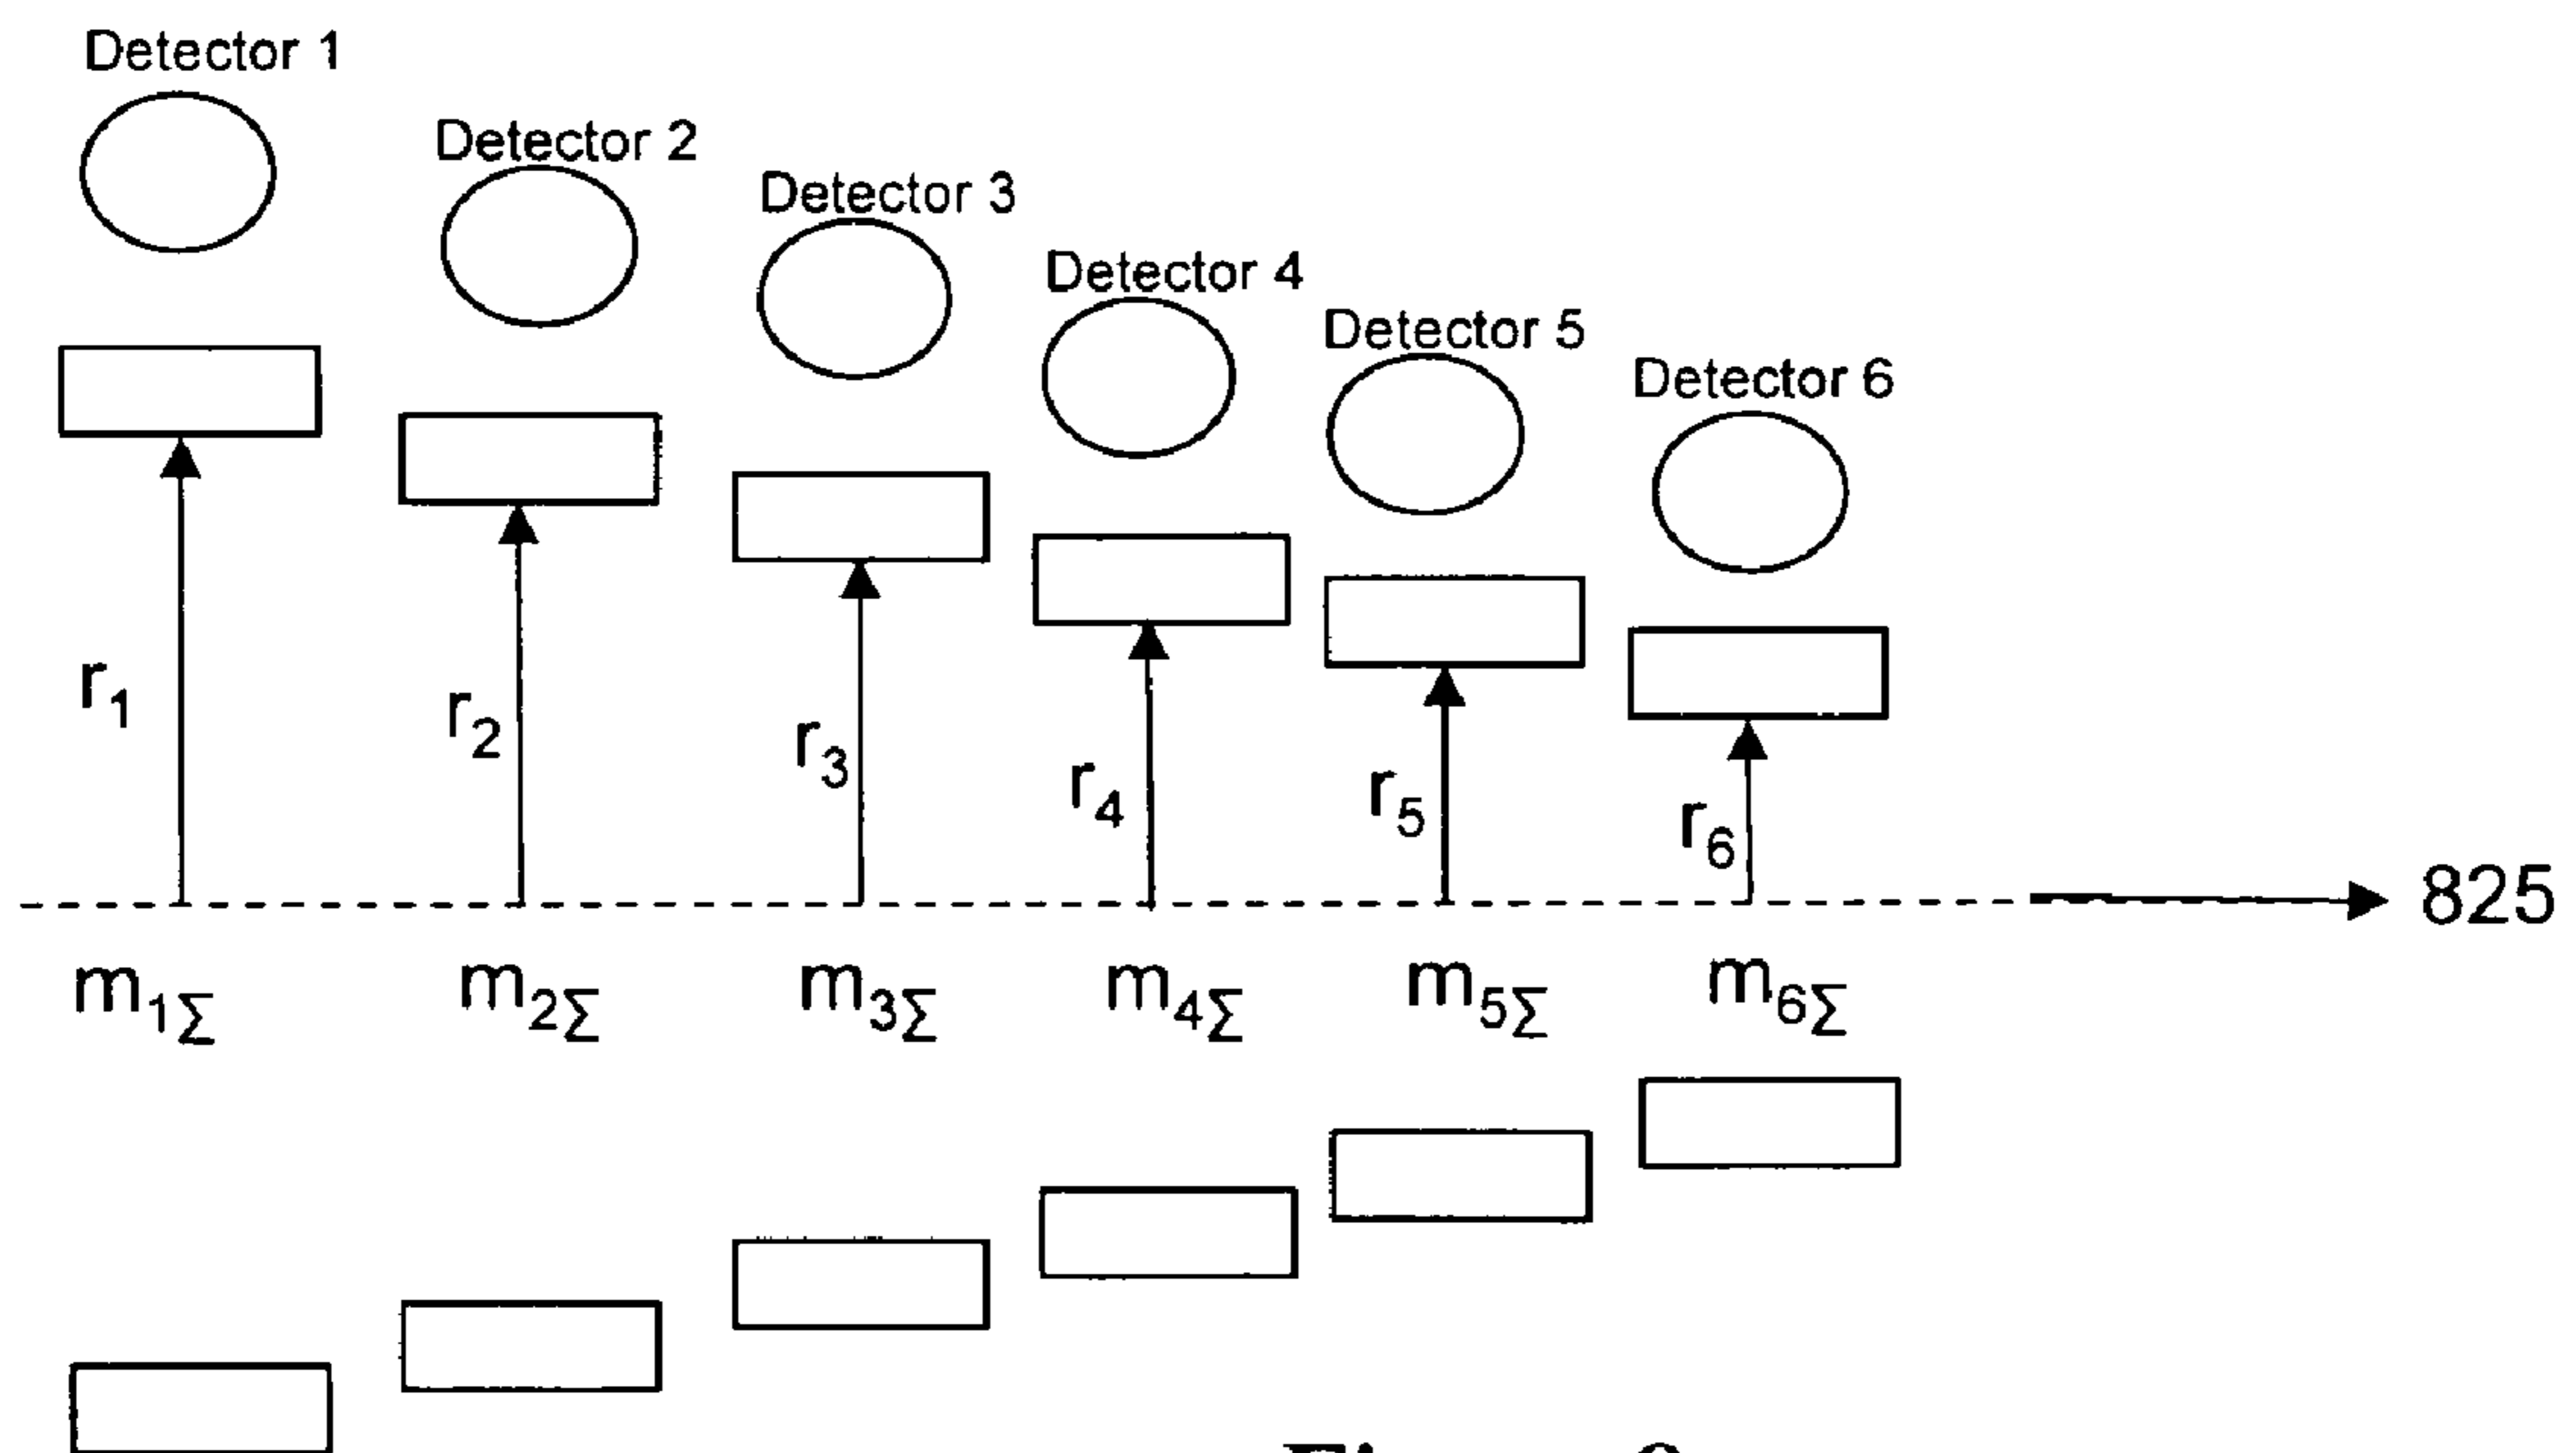 Detector 1
Detector 2
Detector 3
Detector 4
Detector 5
Detector 6
r1
r2
r3
r4
r5
r6
825
m1Σ
m2Σ
m3Σ
m4Σ
m5Σ
m6Σ